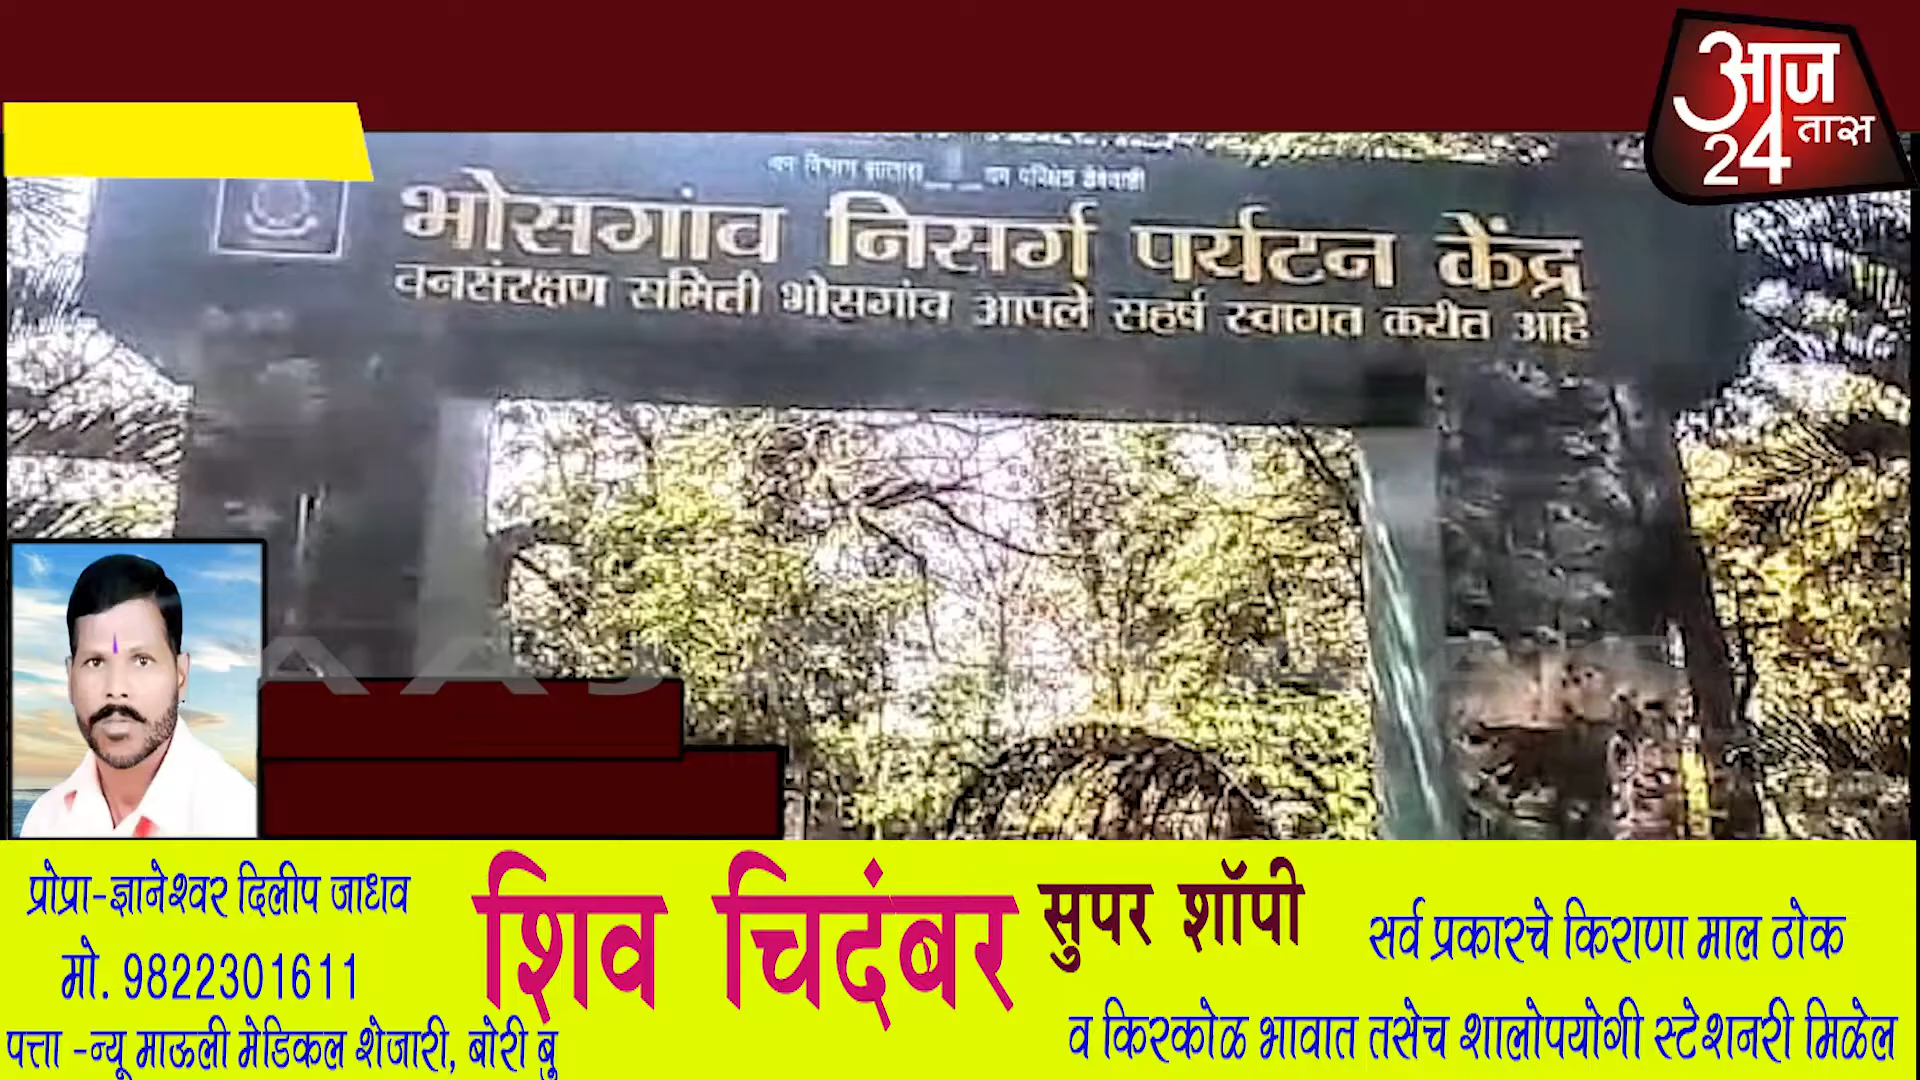 आज
24 तास
वन विभाग सातारा
भोसगांव निसर्ग पर्यटन केंद्र
वनसंरक्षण समिती भोसगांव आपले सहर्ष स्वागत करीत आहे
प्रोप्रा-ज्ञानेश्वर दिलीप जाधव
मो. 9822301611
पत्ता -न्यू माऊली मेडिकल शेजारी, बोरी बु
शिव चिदंबर
सुपर शॉपी
सर्व प्रकारचे किराणा माल ठोक
व किरकोळ भावात तसेच शालोपयोगी स्टेशनरी मिळेल